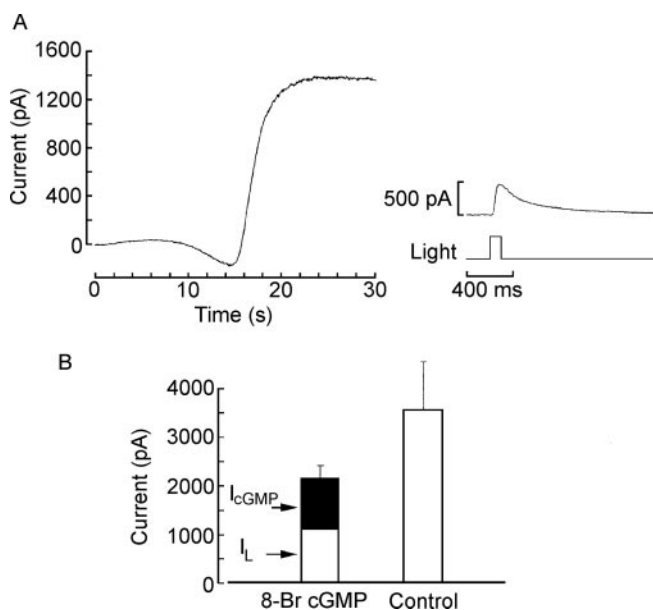 A
1600
1200
800
400
0
Current (pA)
0 10 20 30
Time (s)
500 pA
Light
400 ms
B
4000
3000
2000
1000
0
Current (pA)
IcGMP
IL
8-Br cGMP Control